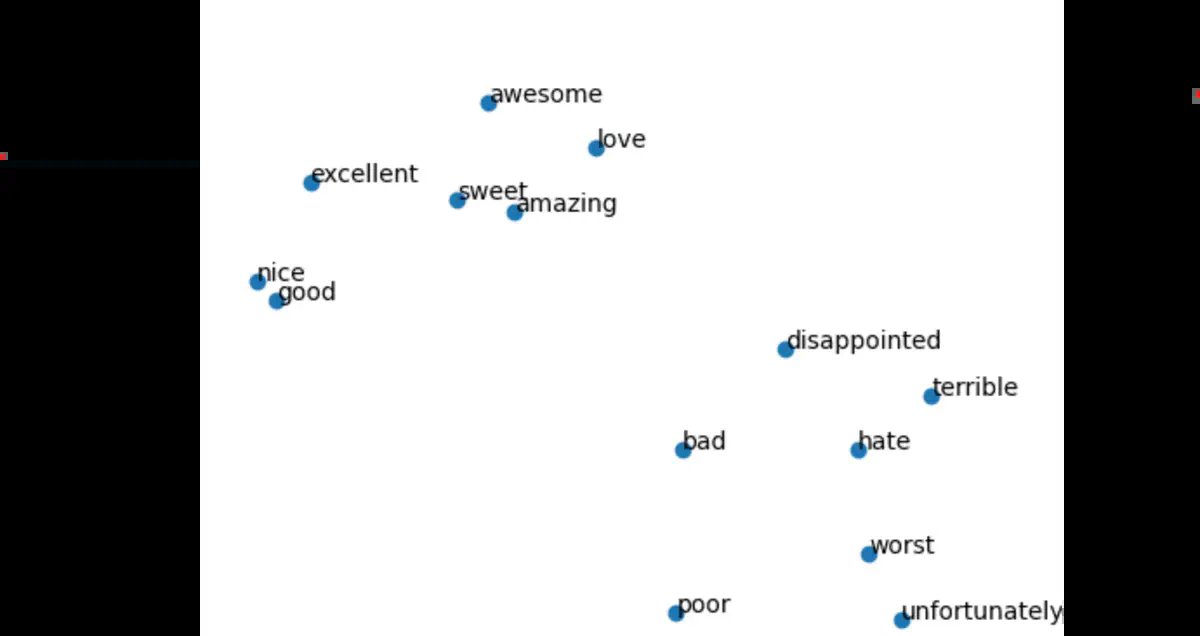 awesome
love
excellent
sweet
amazing
nice
good
disappointed
terrible
bad
hate
worst
poor
unfortunately